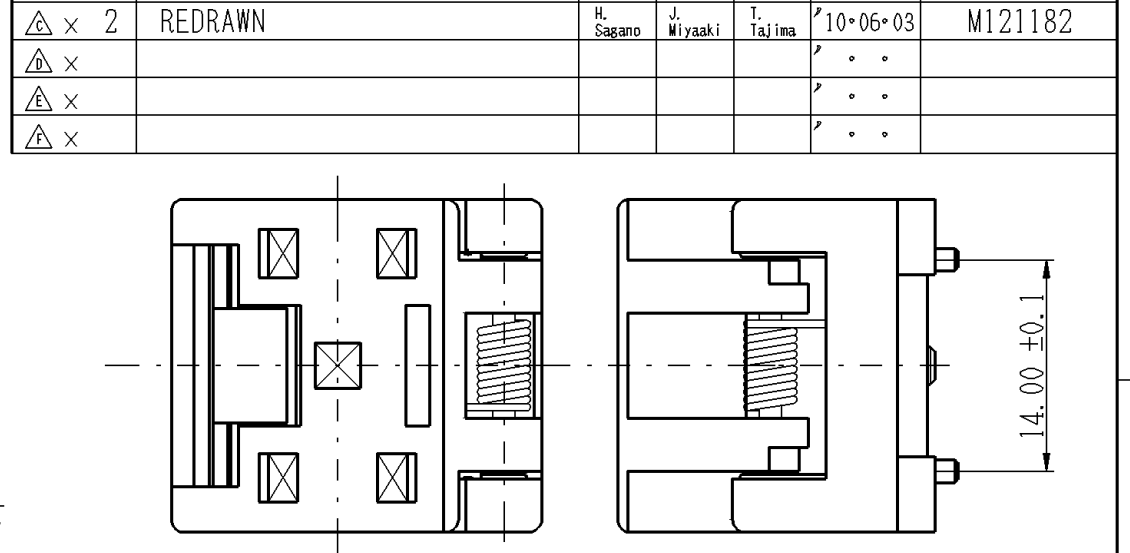 C × 2 REDRAWN H. Sagano J. Miyaaki T. Tajima '10•06•03 M121182
D × ' • •
E × ' • •
F × ' • •
14.00 ±0.1